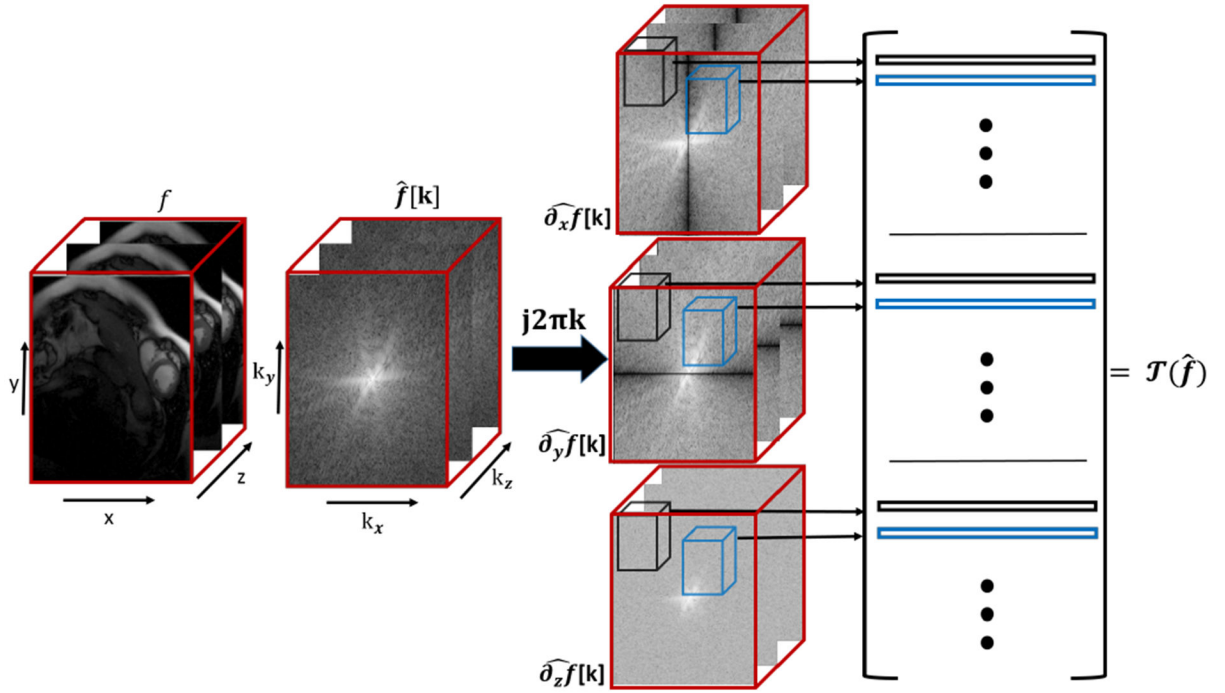 f
y
x
z
f̂[k]
k_y
k_x
k_z
j2πk
∂̂_x f[k]
∂̂_y f[k]
∂̂_z f[k]
= 𝒯(f̂)